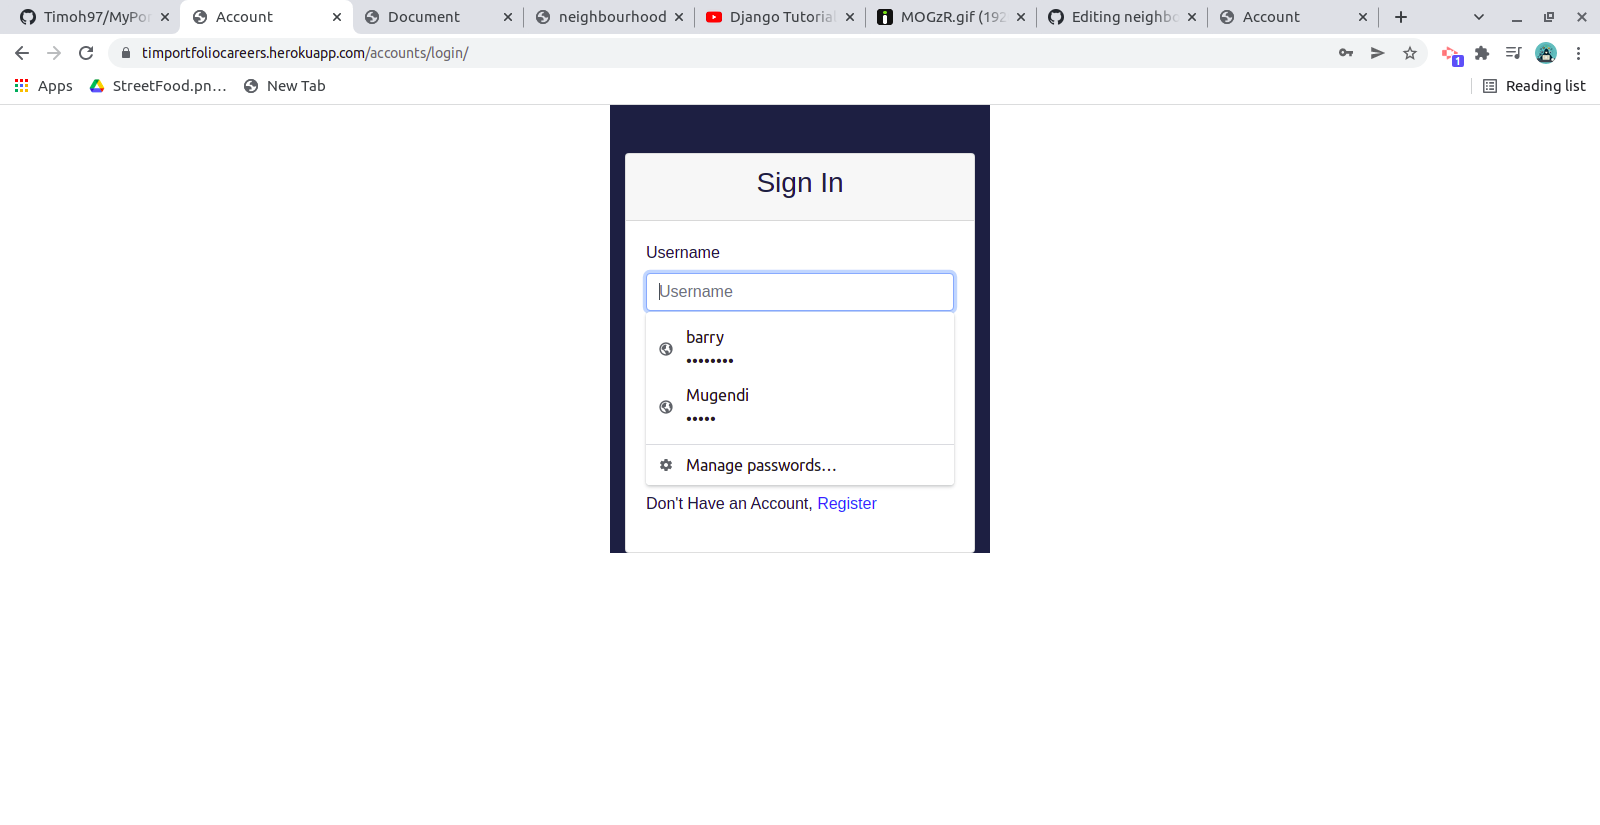 Timoh97/MyPor
Account
Document
neighbourhood
Django Tutorial
MOGzR.gif (192
Editing neighbo
Account
timportfoliocareers.herokuapp.com/accounts/login/
1
Apps
StreetFood.pn…
New Tab
Reading list
Sign In
Username
Username
barry
••••••••
Mugendi
•••••
Manage passwords…
Don't Have an Account, Register